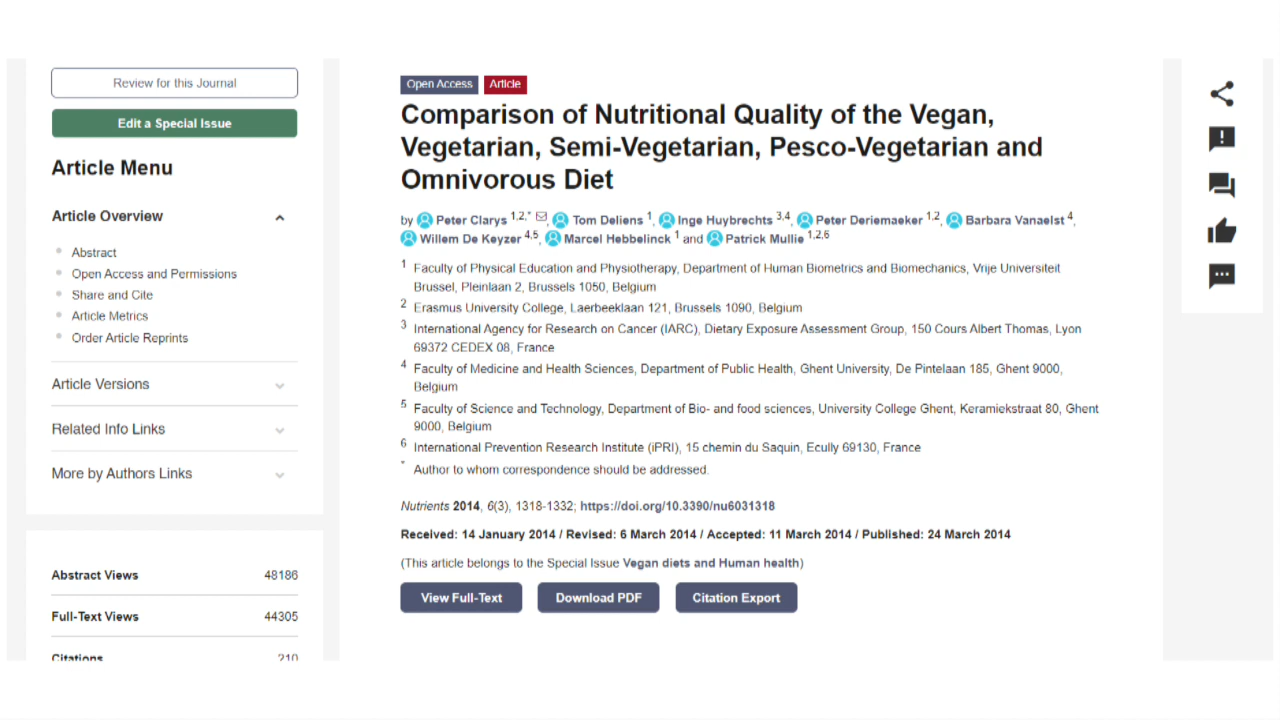 Review for this Journal
Edit a Special Issue
Article Menu
Article Overview
Abstract
Open Access and Permissions
Share and Cite
Article Metrics
Order Article Reprints
Article Versions
Related Info Links
More by Authors Links
Abstract Views 48186
Full-Text Views 44305
Citations 210
Open Access Article
Comparison of Nutritional Quality of the Vegan,
Vegetarian, Semi-Vegetarian, Pesco-Vegetarian and
Omnivorous Diet
by Peter Clarys 1,2,*, Tom Deliens 1, Inge Huybrechts 3,4, Peter Deriemaeker 1,2, Barbara Vanaelst 4,
Willem De Keyzer 4,5, Marcel Hebbelinck 1 and Patrick Mullie 1,2,6
1 Faculty of Physical Education and Physiotherapy, Department of Human Biometrics and Biomechanics, Vrije Universiteit
Brussel, Pleinlaan 2, Brussels 1050, Belgium
2 Erasmus University College, Laerbeeklaan 121, Brussels 1090, Belgium
3 International Agency for Research on Cancer (IARC), Dietary Exposure Assessment Group, 150 Cours Albert Thomas, Lyon
69372 CEDEX 08, France
4 Faculty of Medicine and Health Sciences, Department of Public Health, Ghent University, De Pintelaan 185, Ghent 9000,
Belgium
5 Faculty of Science and Technology, Department of Bio- and food sciences, University College Ghent, Keramiekstraat 80, Ghent
9000, Belgium
6 International Prevention Research Institute (iPRI), 15 chemin du Saquin, Ecully 69130, France
* Author to whom correspondence should be addressed.
Nutrients 2014, 6(3), 1318-1332; https://doi.org/10.3390/nu6031318
Received: 14 January 2014 / Revised: 6 March 2014 / Accepted: 11 March 2014 / Published: 24 March 2014
(This article belongs to the Special Issue Vegan diets and Human health)
View Full-Text Download PDF Citation Export